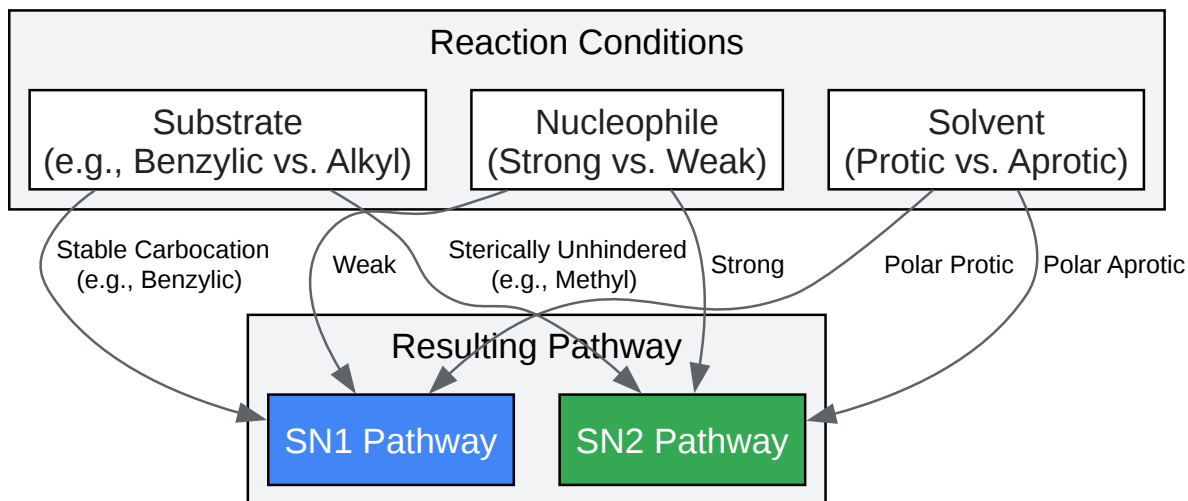 Reaction Conditions
Substrate
(e.g., Benzylic vs. Alkyl)
Nucleophile
(Strong vs. Weak)
Solvent
(Protic vs. Aprotic)
Stable Carbocation
(e.g., Benzylic)
Weak
Sterically Unhindered
(e.g., Methyl)
Strong
Polar Protic
Polar Aprotic
Resulting Pathway
SN1 Pathway
SN2 Pathway